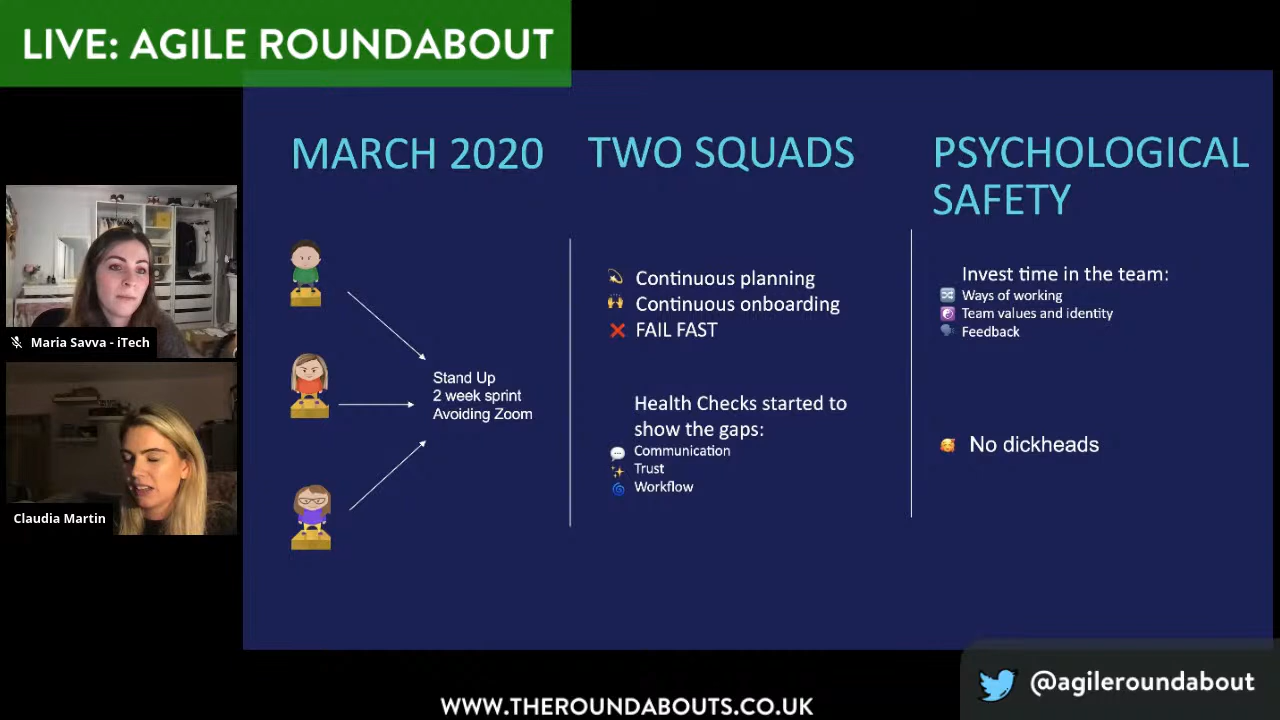 LIVE: AGILE ROUNDABOUT
MARCH 2020
Stand Up
2 week sprint
Avoiding Zoom
TWO SQUADS
Continuous planning
Continuous onboarding
FAIL FAST
Health Checks started to
show the gaps:
Communication
Trust
Workflow
PSYCHOLOGICAL
SAFETY
Invest time in the team:
Ways of working
Team values and identity
Feedback
No dickheads
Maria Savva - iTech
Claudia Martin
WWW.THEROUNDABOUTS.CO.UK
@agileroundabout